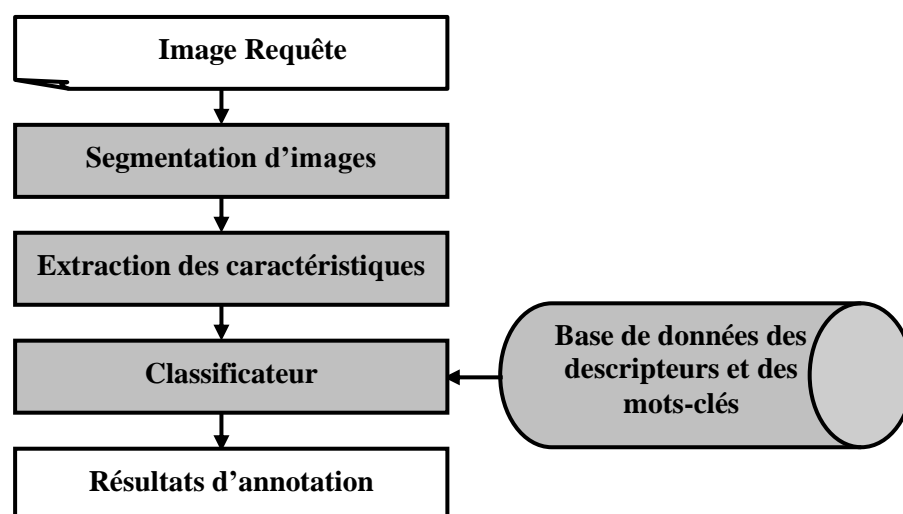 Image Requête
Segmentation d’images
Extraction des caractéristiques
Classificateur
Base de données des
descripteurs et des
mots-clés
Résultats d’annotation